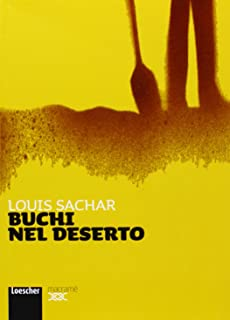 LOUIS SACHAR
BUCHI
NEL DESERTO
Loescher
macramè